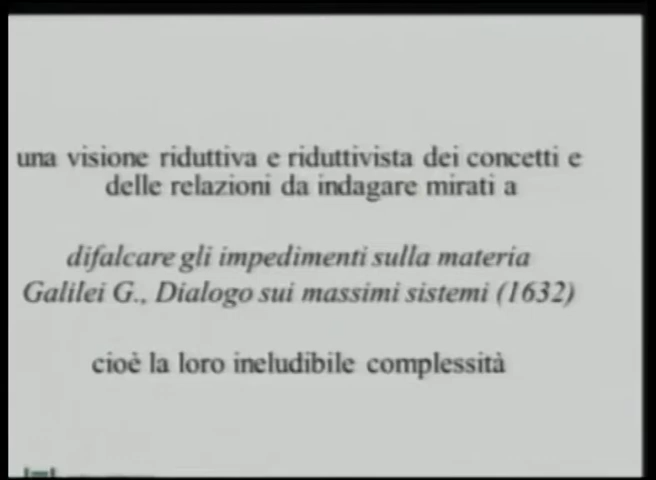 una visione riduttiva e riduttivista dei concetti e
delle relazioni da indagare mirati a
difalcare gli impedimenti sulla materia
Galilei G., Dialogo sui massimi sistemi (1632)
cioè la loro ineludibile complessità